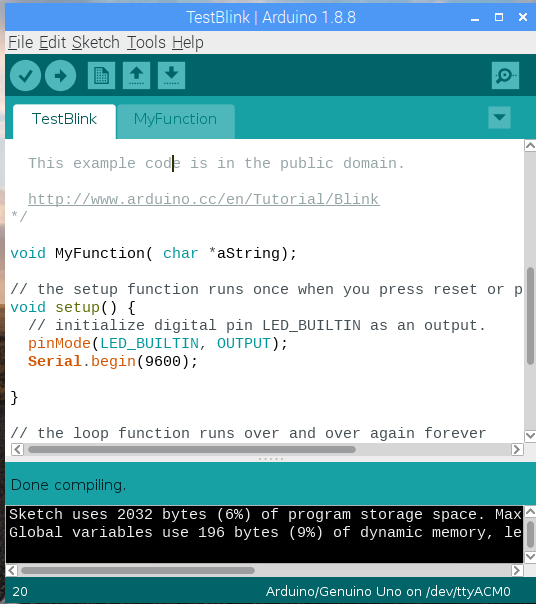 TestBlink | Arduino 1.8.8
File Edit Sketch Tools Help
TestBlink MyFunction
This example code is in the public domain.
http://www.arduino.cc/en/Tutorial/Blink
*/
void MyFunction( char *aString);
// the setup function runs once when you press reset or p
void setup() {
// initialize digital pin LED_BUILTIN as an output.
pinMode(LED_BUILTIN, OUTPUT);
Serial.begin(9600);
}
// the loop function runs over and over again forever
Done compiling.
Sketch uses 2032 bytes (6%) of program storage space. Max
Global variables use 196 bytes (9%) of dynamic memory, le
20 Arduino/Genuino Uno on /dev/ttyACM0